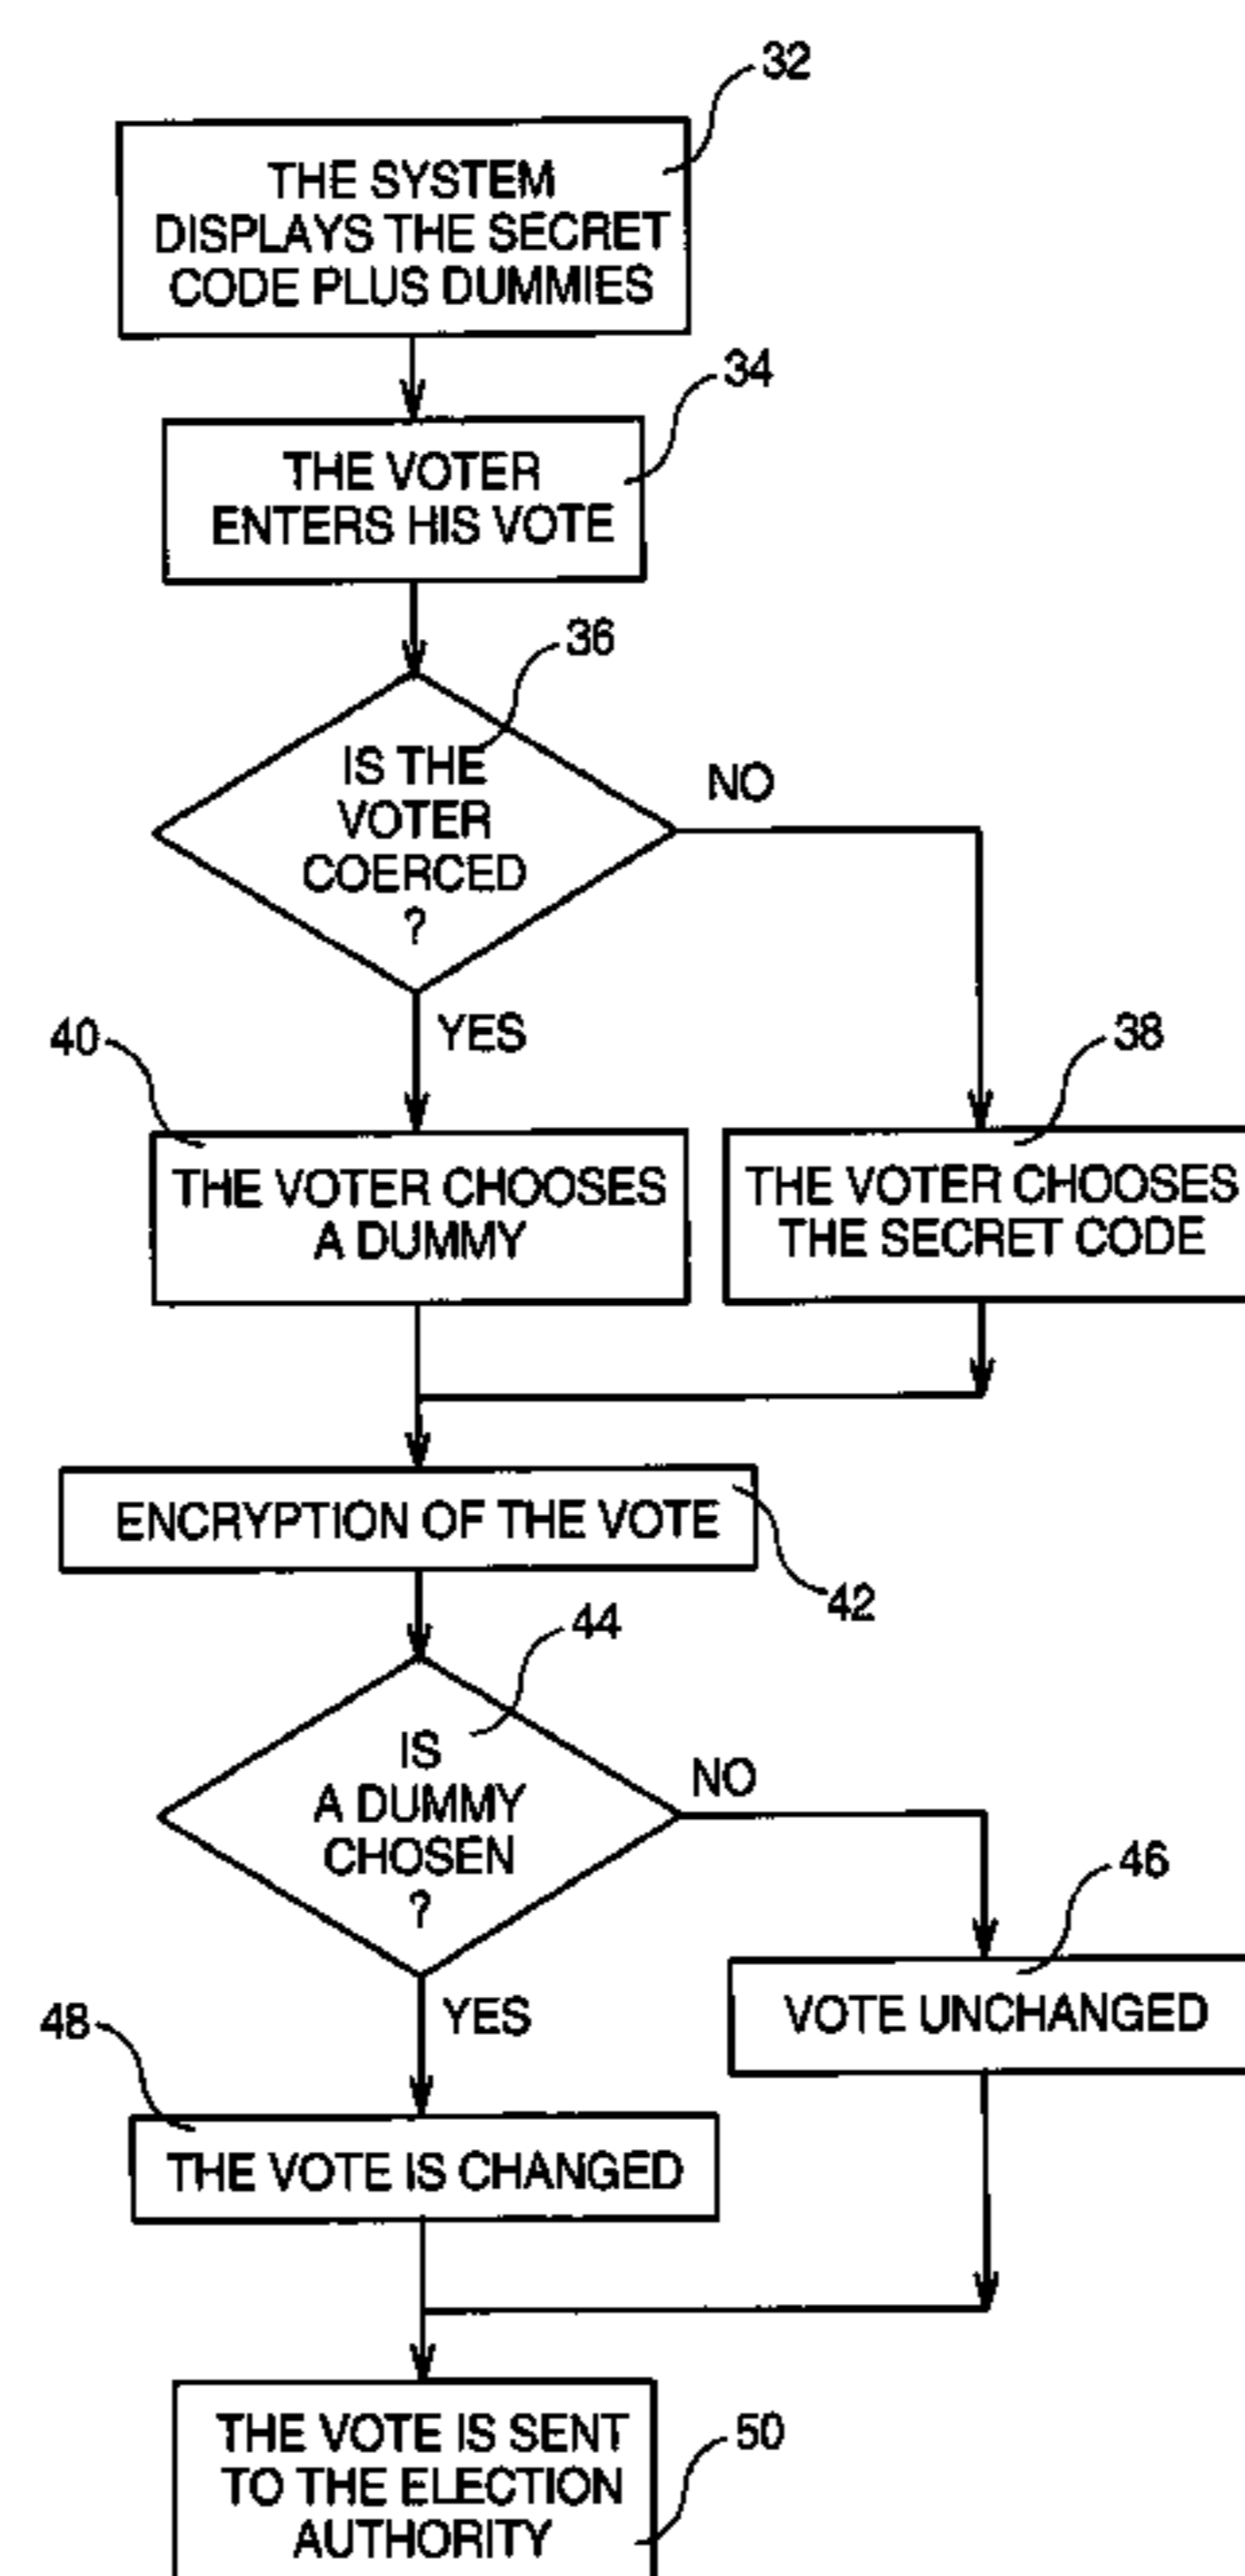 32
THE SYSTEM
DISPLAYS THE SECRET
CODE PLUS DUMMIES
34
THE VOTER
ENTERS HIS VOTE
36
IS THE
VOTER
COERCED
?
NO
YES
40
38
THE VOTER CHOOSES
A DUMMY
THE VOTER CHOOSES
THE SECRET CODE
ENCRYPTION OF THE VOTE
42
44
IS
A DUMMY
CHOSEN
?
NO
46
YES
VOTE UNCHANGED
48
THE VOTE IS CHANGED
THE VOTE IS SENT
TO THE ELECTION
AUTHORITY
50